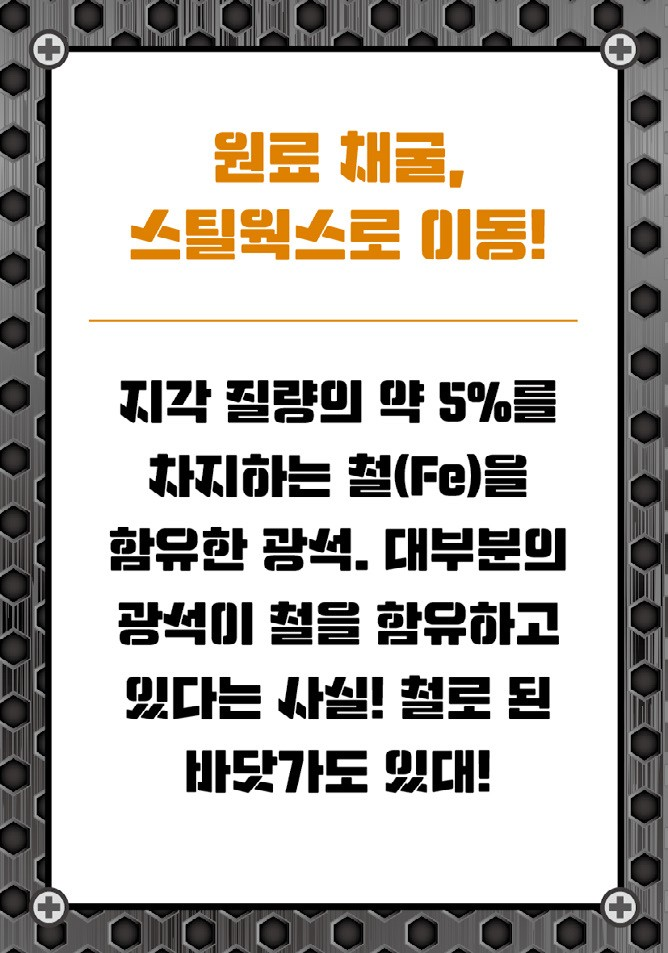 원료 채굴,
스틸웍스로 이동!
지각 질량의 약 5%를
차지하는 철(Fe)을
함유한 광석. 대부분의
광석이 철을 함유하고
있다는 사실! 철로 된
바닷가도 있대!